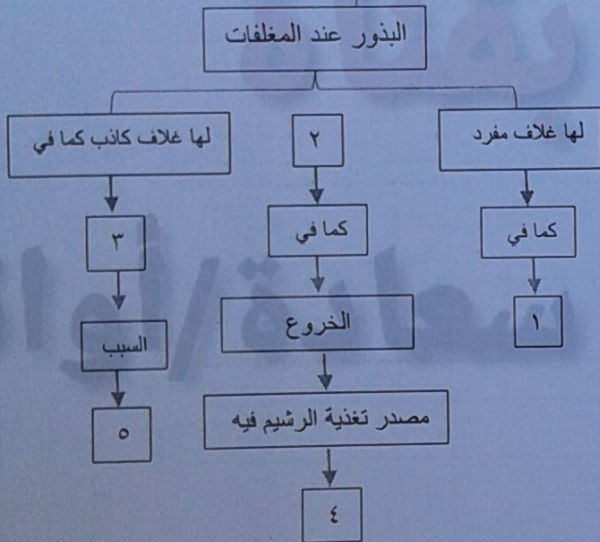 البذور عند المغلفات
لها غلاف مفرد
٢
لها غلاف كاذب كما في
كما في
كما في
٣
١
الخروع
السبب
مصدر تغذية الرشيم فيه
٥
٤